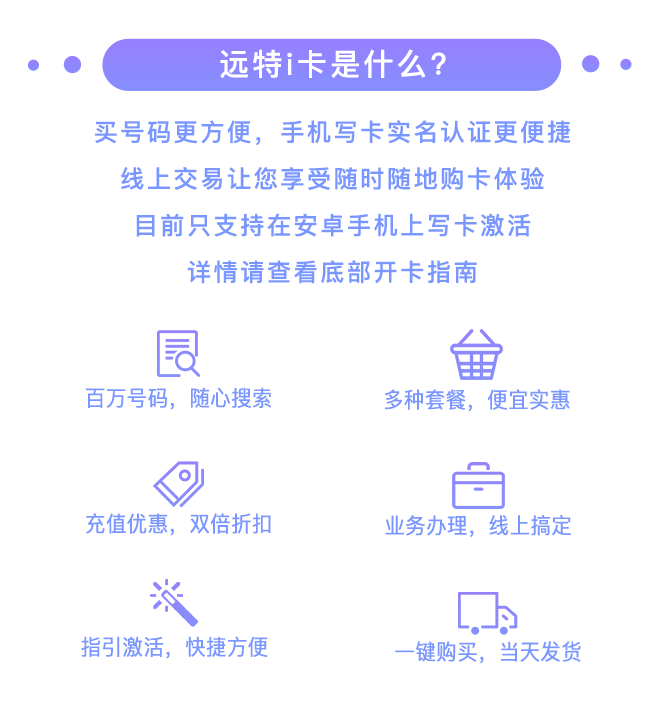 远特i卡是什么?
买号码更方便，手机写卡实名认证更便捷
线上交易让您享受随时随地购卡体验
目前只支持在安卓手机上写卡激活
详情请查看底部开卡指南
百万号码，随心搜索
多种套餐，便宜实惠
充值优惠，双倍折扣
业务办理，线上搞定
指引激活，快捷方便
一键购买，当天发货